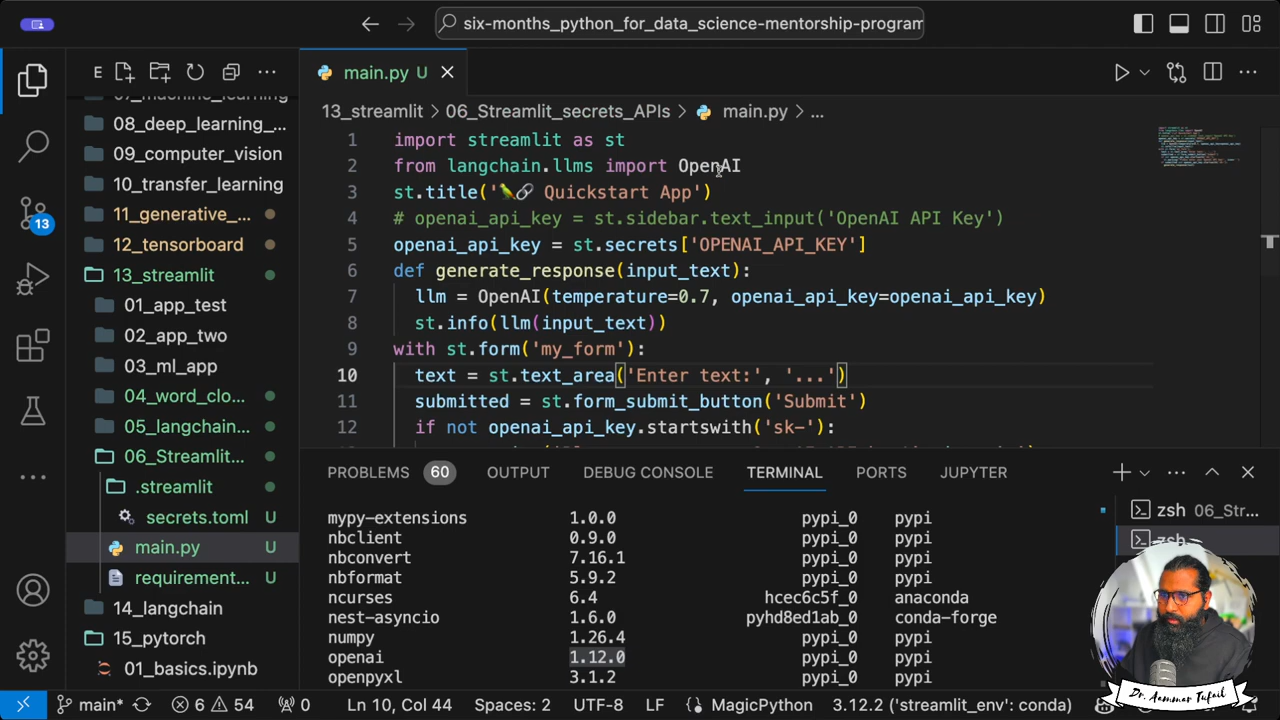 six-months_python_for_data_science-mentorship-program
E
main.py U
13_streamlit > 06_Streamlit_secrets_APIs > main.py > ...
08_deep_learning_...
09_computer_vision
10_transfer_learning
11_generative_...
12_tensorboard
13_streamlit
01_app_test
02_app_two
03_ml_app
04_word_clo...
05_langchain...
06_Streamlit...
.streamlit
secrets.toml U
main.py U
requirement... U
14_langchain
15_pytorch
01_basics.ipynb
13
1 import streamlit as st
2 from langchain.llms import OpenAI
3 st.title('🦜🔗 Quickstart App')
4 # openai_api_key = st.sidebar.text_input('OpenAI API Key')
5 openai_api_key = st.secrets['OPENAI_API_KEY']
6 def generate_response(input_text):
7 llm = OpenAI(temperature=0.7, openai_api_key=openai_api_key)
8 st.info(llm(input_text))
9 with st.form('my_form'):
10 text = st.text_area('Enter text:', '...')
11 submitted = st.form_submit_button('Submit')
12 if not openai_api_key.startswith('sk-'):
PROBLEMS 60 OUTPUT DEBUG CONSOLE TERMINAL PORTS JUPYTER
mypy-extensions 1.0.0 pypi_0 pypi
nbclient 0.9.0 pypi_0 pypi
nbconvert 7.16.1 pypi_0 pypi
nbformat 5.9.2 pypi_0 pypi
ncurses 6.4 hcec6c5f_0 anaconda
nest-asyncio 1.6.0 pyhd8ed1ab_0 conda-forge
numpy 1.26.4 pypi_0 pypi
openai 1.12.0 pypi_0 pypi
openpyxl 3.1.2 pypi_0 pypi
zsh 06_Str...
zsh
Dr. Aammar Tufail
main* 6 54 0 Ln 10, Col 44 Spaces: 2 UTF-8 LF MagicPython 3.12.2 ('streamlit_env': conda)